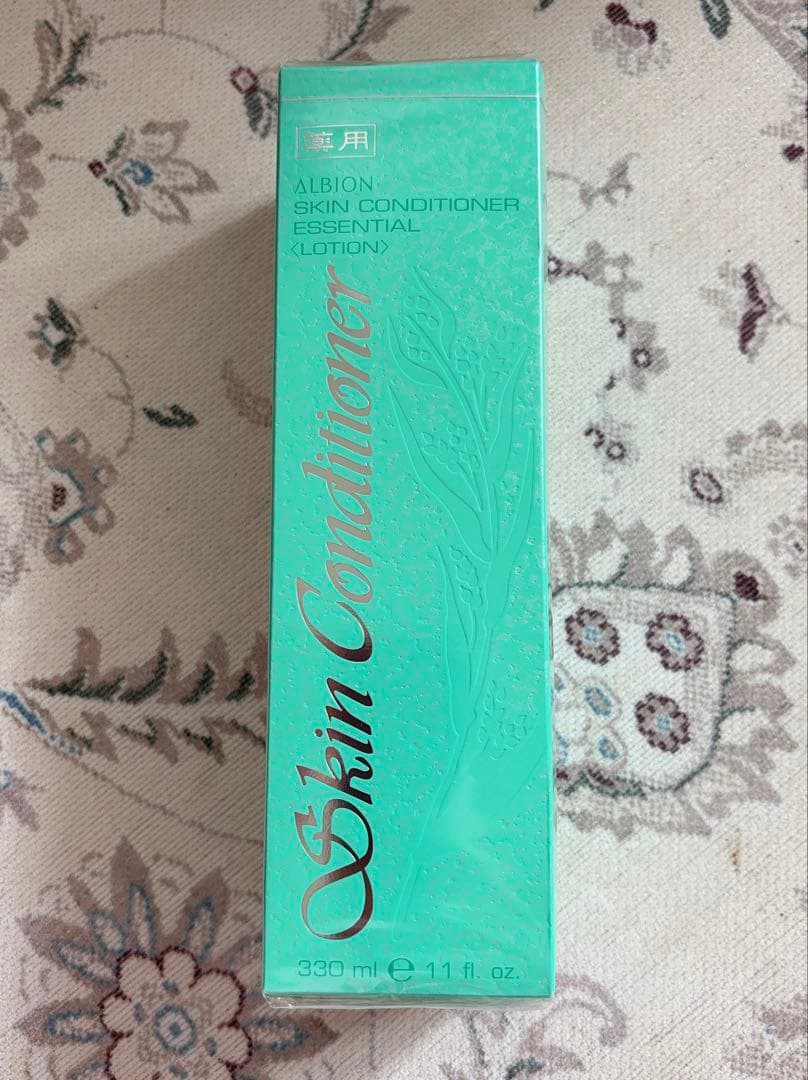 薬用
ALBION
SKIN CONDITIONER
ESSENTIAL
〈LOTION〉
Skin Conditioner
330 ml ℮ 11 fl. oz.